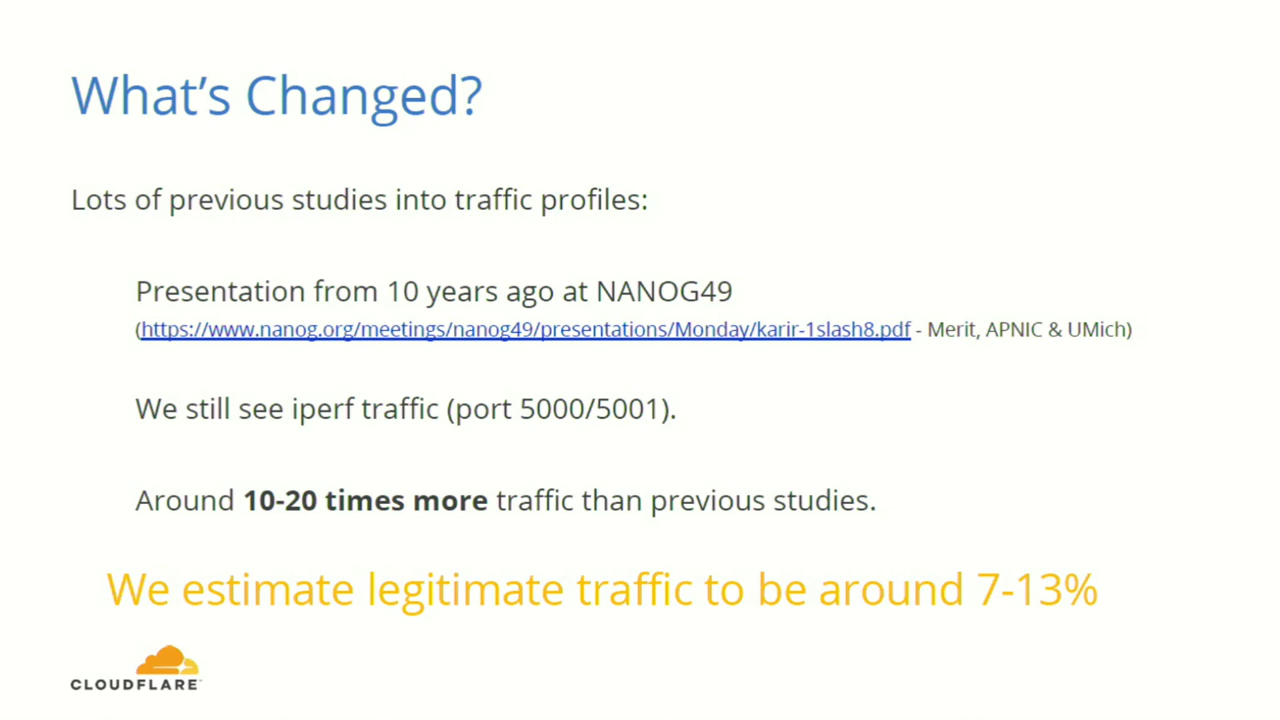 What's Changed?
Lots of previous studies into traffic profiles:
Presentation from 10 years ago at NANOG49
(https://www.nanog.org/meetings/nanog49/presentations/Monday/karir-1slash8.pdf - Merit, APNIC & UMich)
We still see iperf traffic (port 5000/5001).
Around 10-20 times more traffic than previous studies.
We estimate legitimate traffic to be around 7-13%
CLOUDFLARE